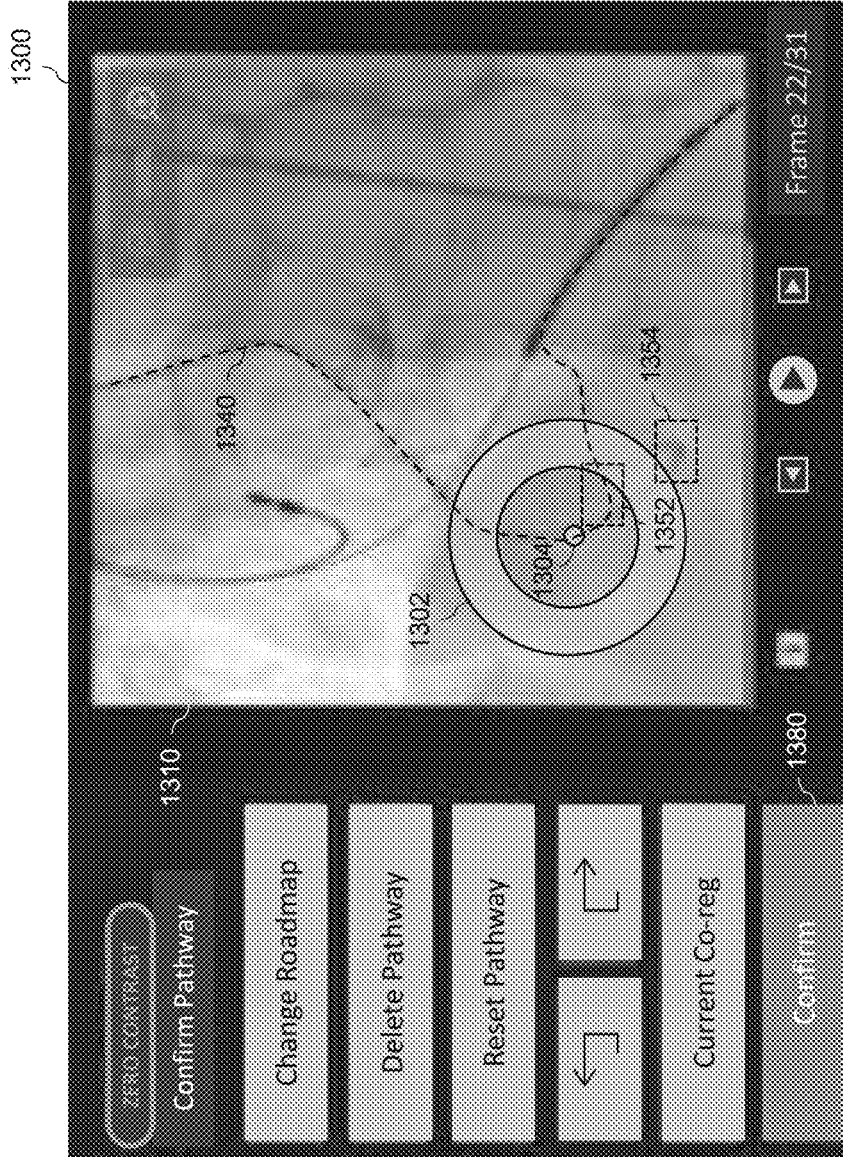 1300
ZERO CONTRAST
Confirm Pathway
1310
Change Roadmap
Delete Pathway
Reset Pathway
Current Co-reg
Confirm
1380
1340
1302
1304'
1352
1354
Frame 22/31